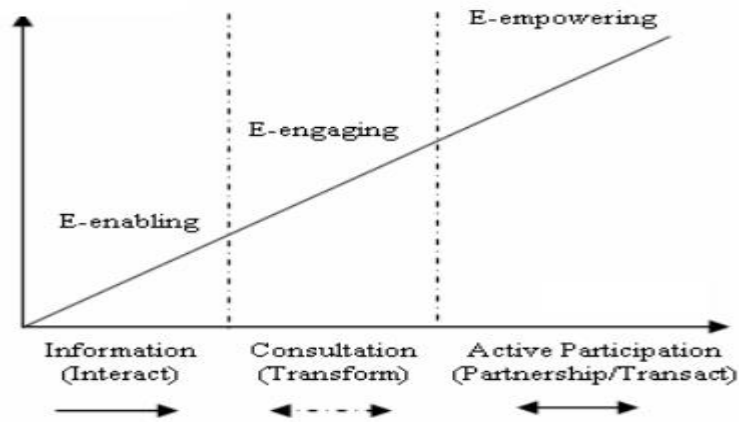 E-empowering
E-engaging
E-enabling
Information Consultation Active Participation
(Interact) (Transform) (Partnership/Transact)